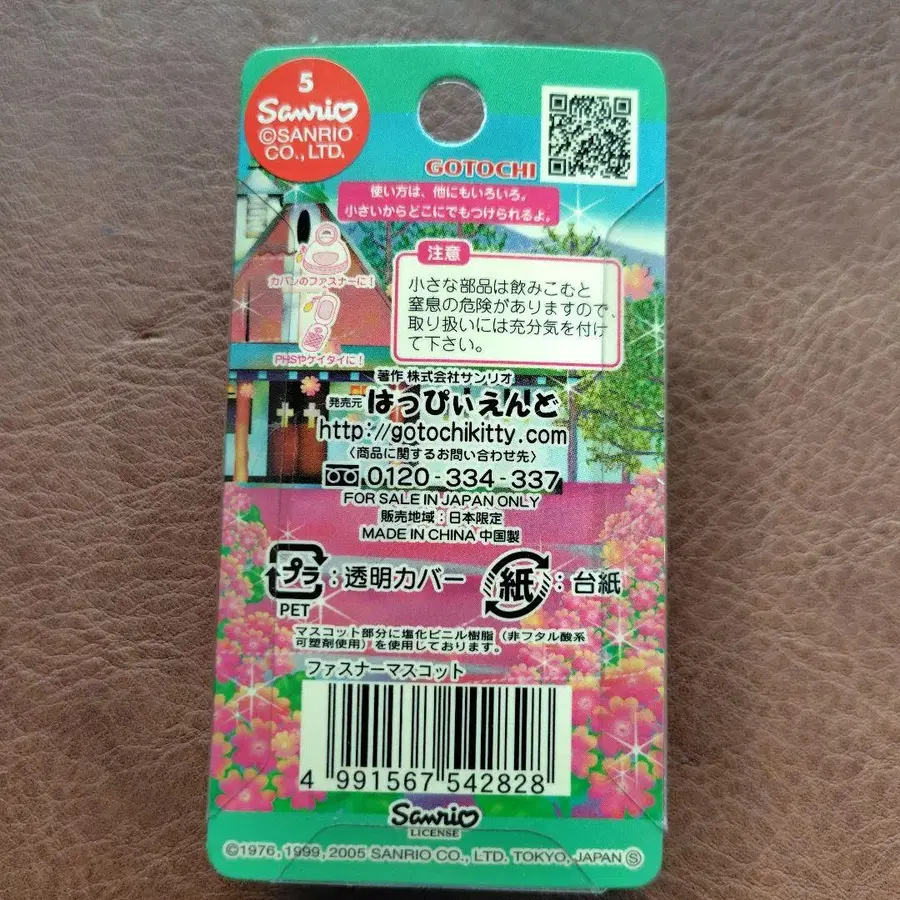 5
Sanrio
©SANRIO
CO., LTD.
GOTOCHI
使い方は、他にもいろいろ。
小さいからどこにでもつけられるよ。
カバンのファスナーに!
PHSやケイタイに!
注意
小さな部品は飲みこむと
窒息の危険がありますので、
取り扱いには充分気を付け
て下さい。
著作 株式会社サンリオ
発売元 はっぴぃえんど
http://gotochikitty.com
〈商品に関するお問い合わせ先〉
0120-334-337
FOR SALE IN JAPAN ONLY
販売地域:日本限定
MADE IN CHINA 中国製
プラ:透明カバー 紙:台紙
PET
マスコット部分に塩化ビニル樹脂(非フタル酸系
可塑剤使用)を使用しております。
ファスナーマスコット
4 991567 542828
Sanrio
LICENSE
©1976, 1999, 2005 SANRIO CO., LTD. TOKYO, JAPAN Ⓢ